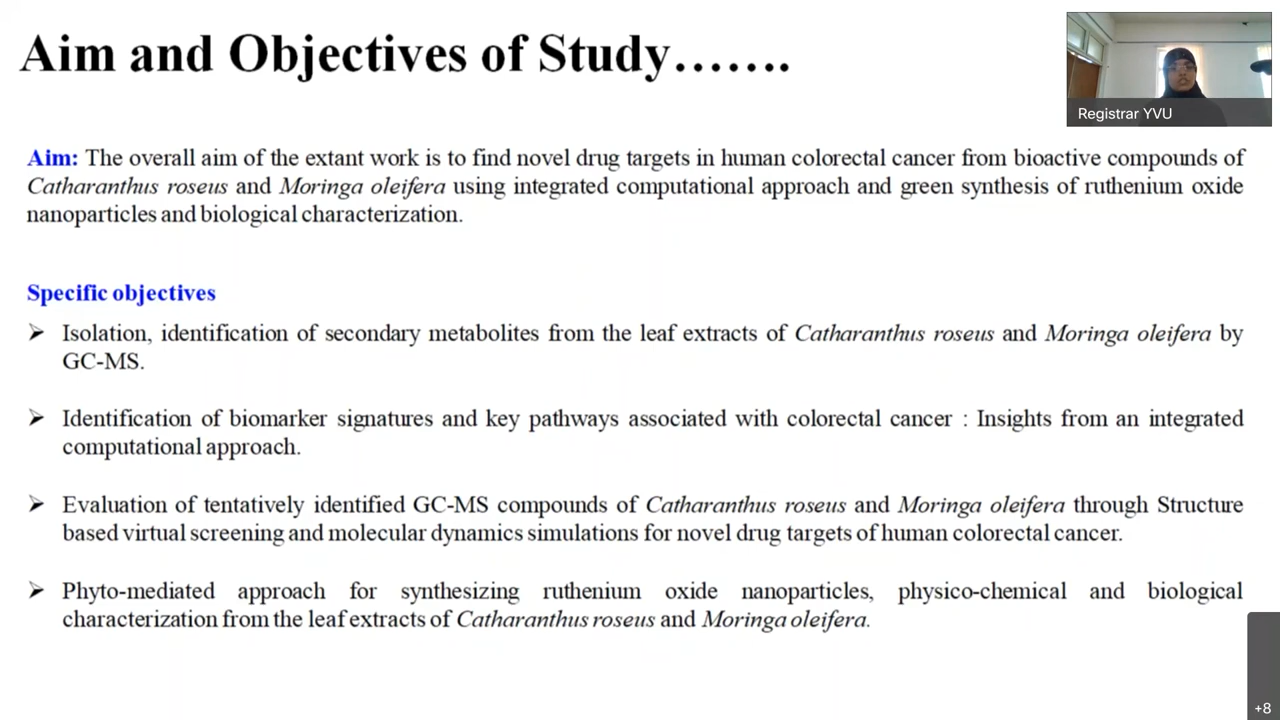 Aim and Objectives of Study…….
Registrar YVU
Aim: The overall aim of the extant work is to find novel drug targets in human colorectal cancer from bioactive compounds of
Catharanthus roseus and Moringa oleifera using integrated computational approach and green synthesis of ruthenium oxide
nanoparticles and biological characterization.
Specific objectives
➢ Isolation, identification of secondary metabolites from the leaf extracts of Catharanthus roseus and Moringa oleifera by
GC-MS.
➢ Identification of biomarker signatures and key pathways associated with colorectal cancer : Insights from an integrated
computational approach.
➢ Evaluation of tentatively identified GC-MS compounds of Catharanthus roseus and Moringa oleifera through Structure
based virtual screening and molecular dynamics simulations for novel drug targets of human colorectal cancer.
➢ Phyto-mediated approach for synthesizing ruthenium oxide nanoparticles, physico-chemical and biological
characterization from the leaf extracts of Catharanthus roseus and Moringa oleifera.
+8